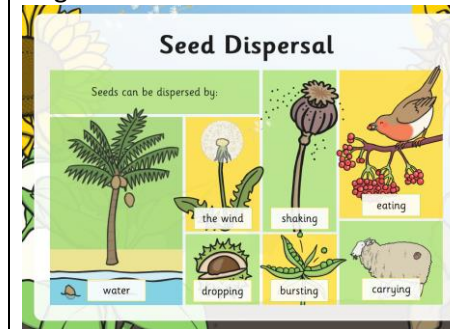 Seed Dispersal
Seeds can be dispersed by:
water
the wind
shaking
eating
dropping
bursting
carrying